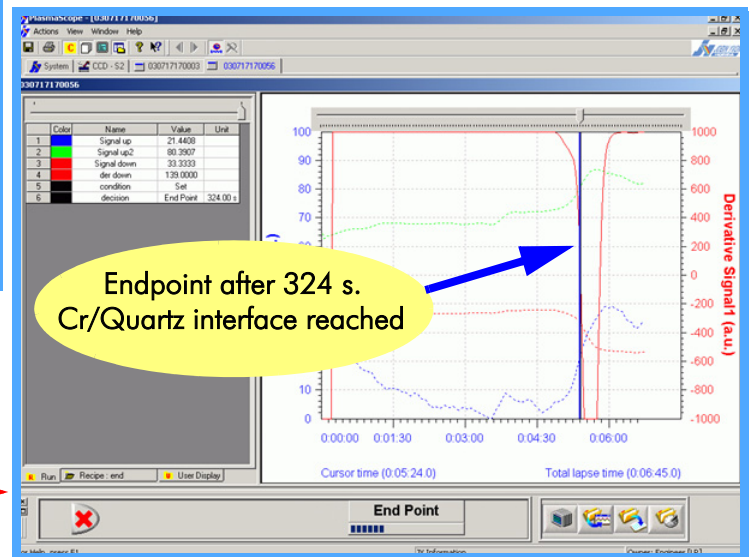 PlasmaScope - [030717170056]
Actions View Window Help
System CCD - S2 030717170003 030717170056
030717170056
Color Name Value Unit
1 Signal up 21.4408
2 Signal up2 80.3907
3 Signal down 33.3333
4 der down 139.0000
5 condition Set
6 decision End Point 324.00 s
100
90
80
70
10
0
1000
800
600
400
200
0
-200
-400
-600
-800
-1000
Derivative Signal1 (a.u.)
Endpoint after 324 s.
Cr/Quartz interface reached
0:00:00 0:01:30 0:03:00 0:04:30 0:06:00
Cursor time (0:05:24.0) Total lapse time (0:06:45.0)
Run Recipe : end User Display
End Point
For Help, press F1 Information Owner: Engineer